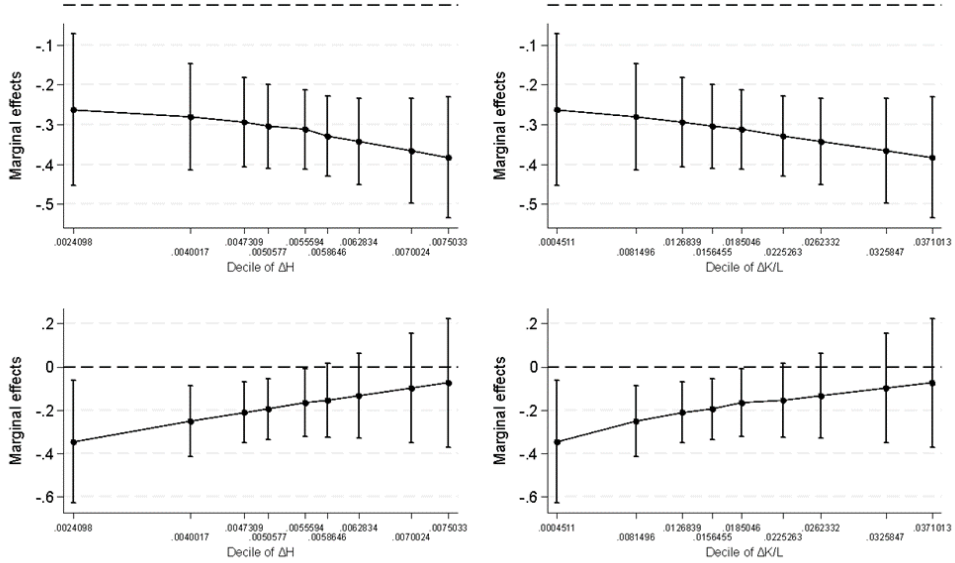 Marginal effects
-.1
-.2
-.3
-.4
-.5
.0024098 .0047309 .0055594 .0062834 .0075033
.0040017 .0050577 .0058646 .0070024
Decile of ΔH
Marginal effects
-.1
-.2
-.3
-.4
-.5
.0004511 .0126839 .0185046 .0262332 .0371013
.0081496 .0156455 .0225263 .0325847
Decile of ΔK/L
Marginal effects
.2
0
-.2
-.4
-.6
.0024098 .0047309 .0055594 .0062834 .0075033
.0040017 .0050577 .0058646 .0070024
Decile of ΔH
Marginal effects
.2
0
-.2
-.4
-.6
.0004511 .0126839 .0185046 .0262332 .0371013
.0081496 .0156455 .0225263 .0325847
Decile of ΔK/L